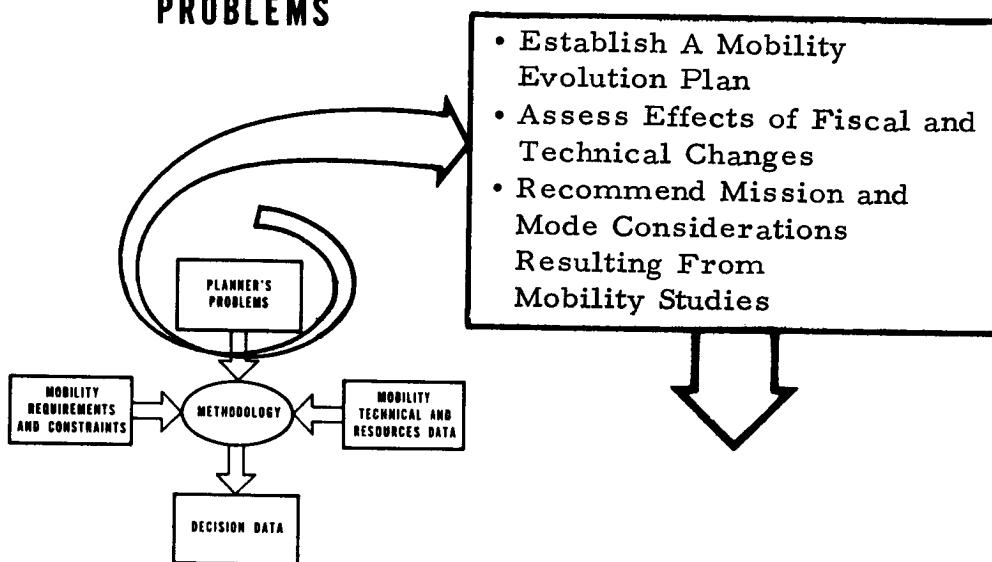 PROBLEMS
• Establish A Mobility
Evolution Plan
• Assess Effects of Fiscal and
Technical Changes
• Recommend Mission and
Mode Considerations
Resulting From
Mobility Studies
PLANNER'S
PROBLEMS
MOBILITY
REQUIREMENTS
AND CONSTRAINTS
METHODOLOGY
MOBILITY
TECHNICAL AND
RESOURCES DATA
DECISION DATA